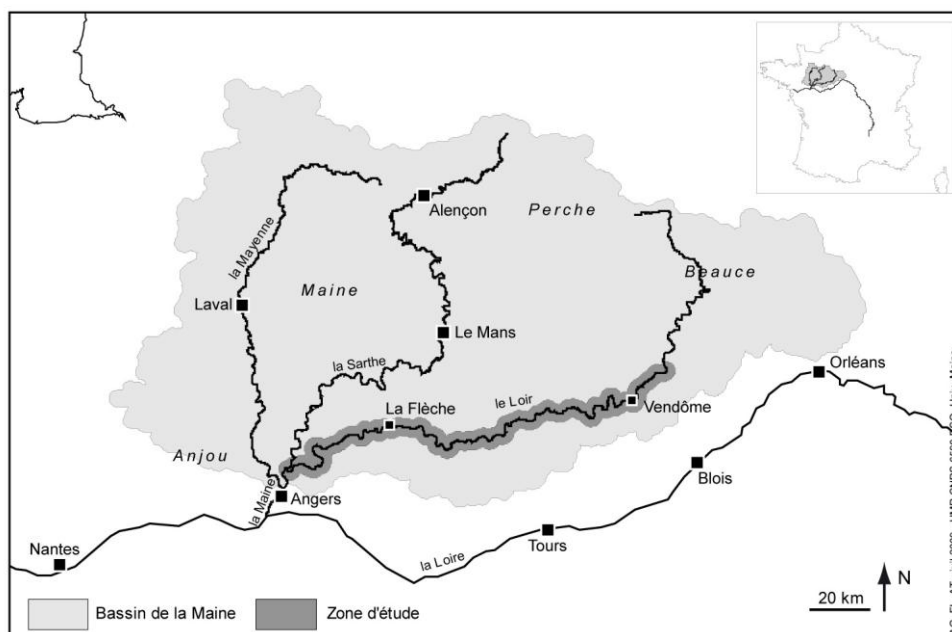 Alençon
Perche
la Mayenne
Beauce
Maine
Laval
Le Mans
la Sarthe
Orléans
La Flèche
le Loir
Vendôme
Anjou
Blois
la Maine
Angers
Nantes
la Loire
Tours
N
20 km
Bassin de la Maine
Zone d'étude